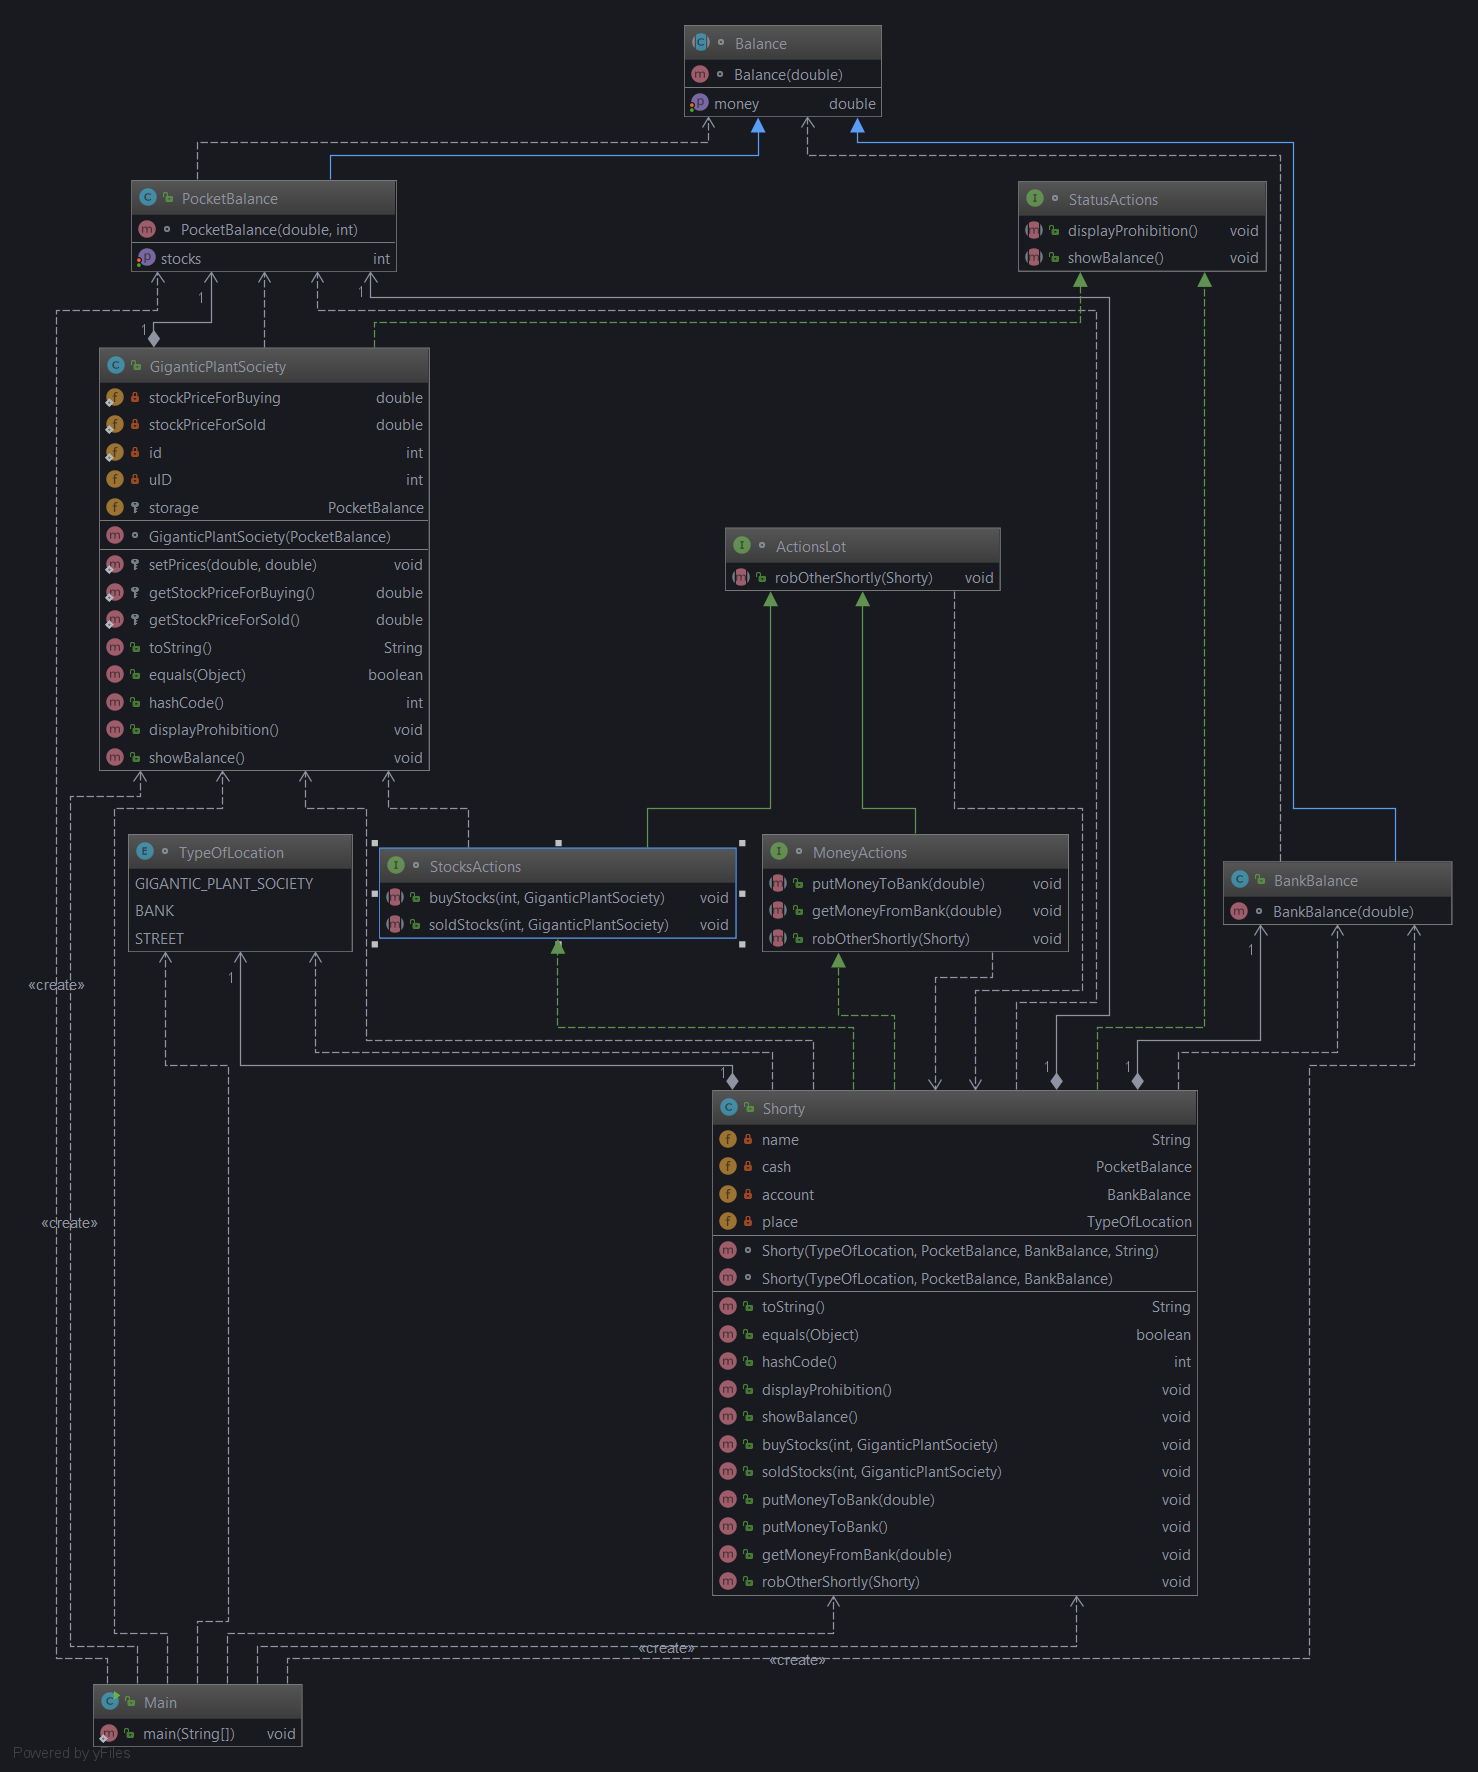 Balance
Balance(double)
money double
PocketBalance
PocketBalance(double, int)
stocks int
StatusActions
displayProhibition() void
showBalance() void
1
1
1
GiganticPlantSociety
stockPriceForBuying double
stockPriceForSold double
id int
uID int
storage PocketBalance
GiganticPlantSociety(PocketBalance)
setPrices(double, double) void
getStockPriceForBuying() double
getStockPriceForSold() double
toString() String
equals(Object) boolean
hashCode() int
displayProhibition() void
showBalance() void
ActionsLot
robOtherShortly(Shorty) void
TypeOfLocation
GIGANTIC_PLANT_SOCIETY
BANK
STREET
StocksActions
buyStocks(int, GiganticPlantSociety) void
soldStocks(int, GiganticPlantSociety) void
MoneyActions
putMoneyToBank(double) void
getMoneyFromBank(double) void
robOtherShortly(Shorty) void
BankBalance
BankBalance(double)
1
1
«create»
1
1
1
«create»
Shorty
name String
cash PocketBalance
account BankBalance
place TypeOfLocation
Shorty(TypeOfLocation, PocketBalance, BankBalance, String)
Shorty(TypeOfLocation, PocketBalance, BankBalance)
toString() String
equals(Object) boolean
hashCode() int
displayProhibition() void
showBalance() void
buyStocks(int, GiganticPlantSociety) void
soldStocks(int, GiganticPlantSociety) void
putMoneyToBank(double) void
putMoneyToBank() void
getMoneyFromBank(double) void
robOtherShortly(Shorty) void
«create»
«create»
Main
main(String[]) void
Powered by yFiles